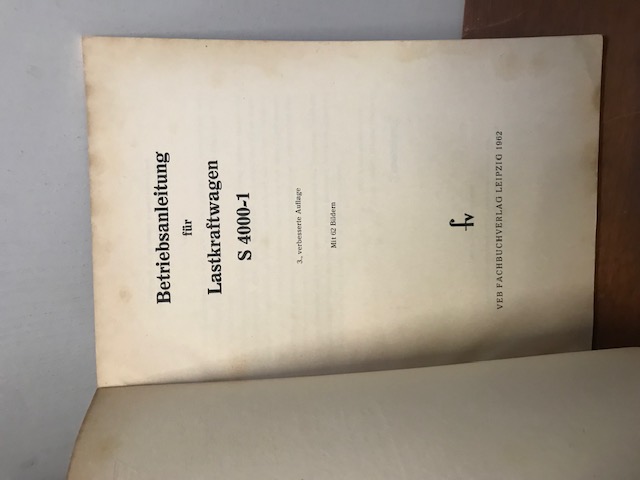 Betriebsanleitung
für
Lastkraftwagen
S 4000-1
3., verbesserte Auflage
Mit 62 Bildern
fv
VEB FACHBUCHVERLAG LEIPZIG 1962